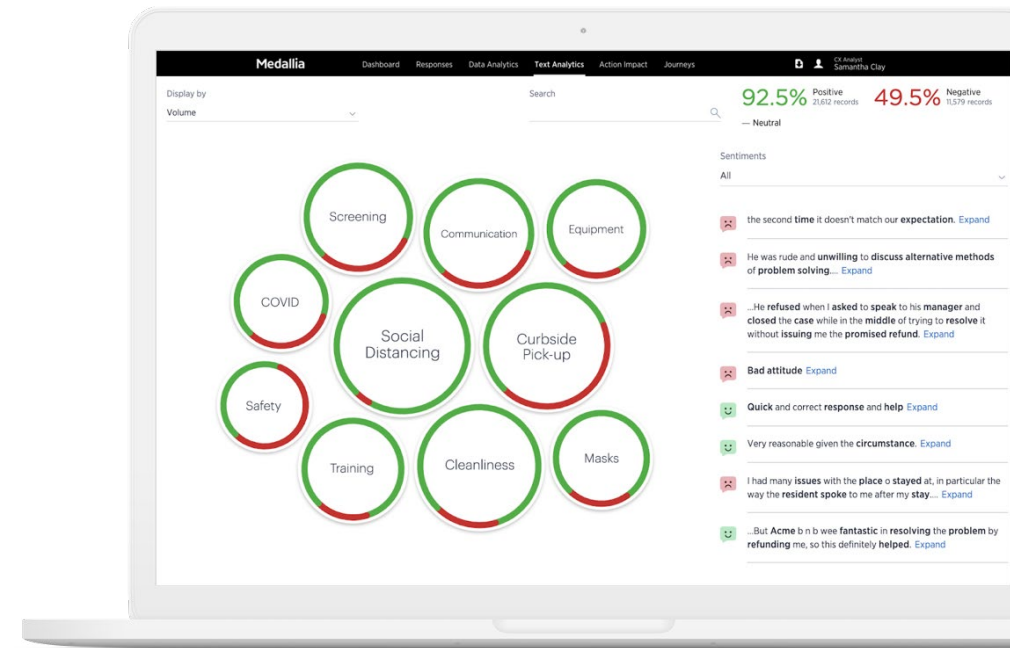 Medallia
Dashboard
Responses
Data Analytics
Text Analytics
Action Impact
Journeys
CX Analyst
Samantha Clay
Display by
Volume
Search
92.5%
Positive
21,612 records
49.5%
Negative
11,579 records
— Neutral
Screening
Communication
Equipment
COVID
Social
Distancing
Curbside
Pick-up
Safety
Training
Cleanliness
Masks
Sentiments
All
the second time it doesn't match our expectation. Expand
He was rude and unwilling to discuss alternative methods
of problem solving.... Expand
...He refused when I asked to speak to his manager and
closed the case while in the middle of trying to resolve it
without issuing me the promised refund. Expand
Bad attitude Expand
Quick and correct response and help Expand
Very reasonable given the circumstance. Expand
I had many issues with the place o stayed at, in particular the
way the resident spoke to me after my stay.... Expand
...But Acme b n b wee fantastic in resolving the problem by
refunding me, so this definitely helped. Expand